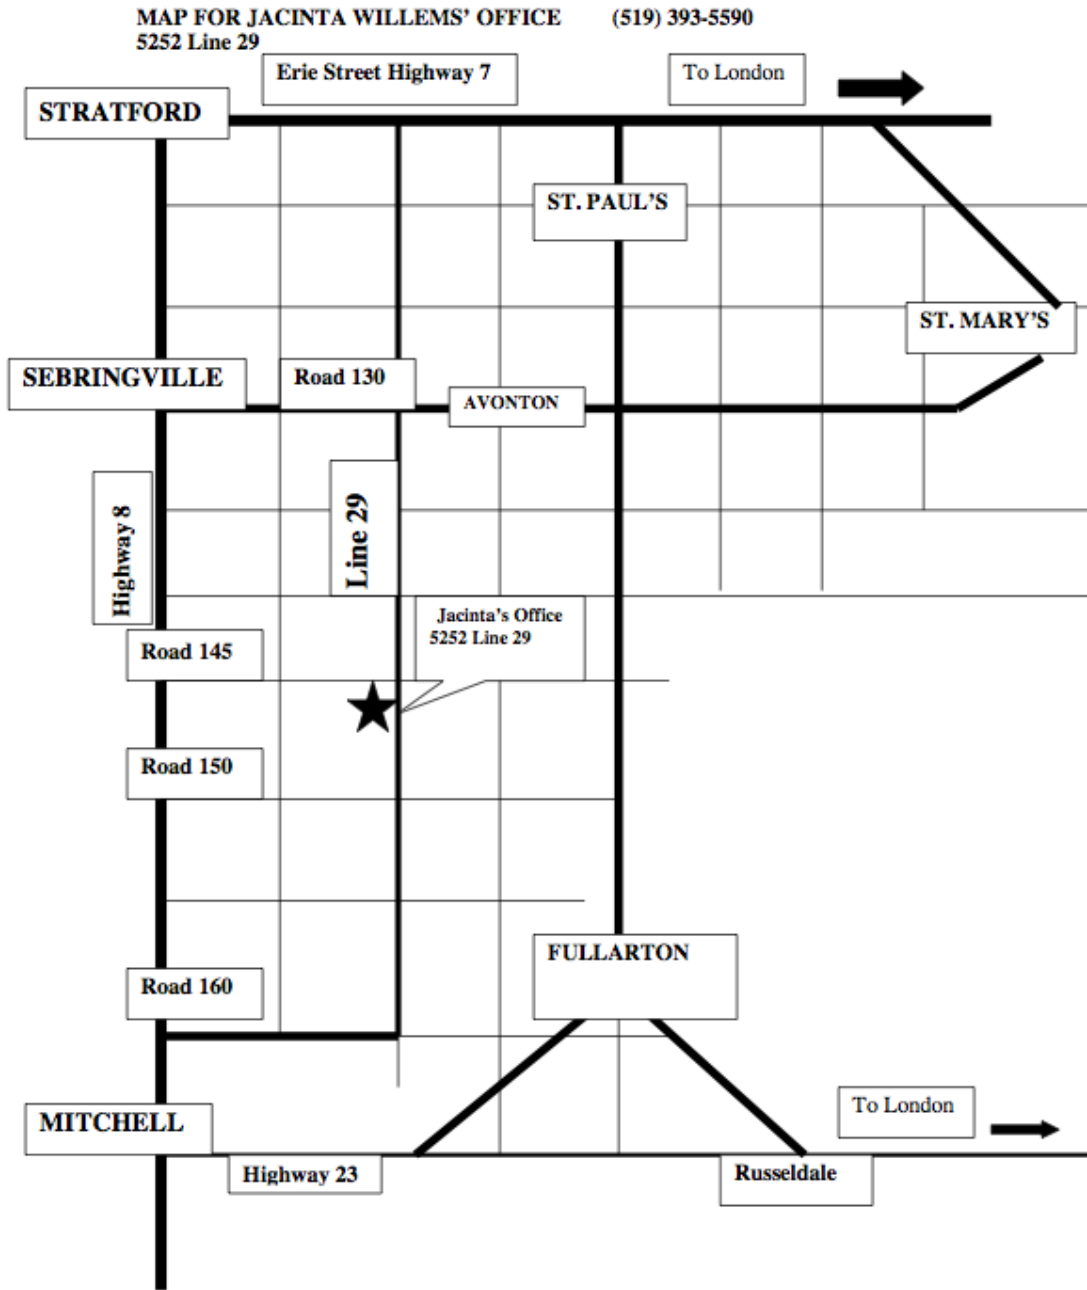 MAP FOR JACINTA WILLEMS' OFFICE (519) 393-5590
5252 Line 29
Erie Street Highway 7
To London
STRATFORD
ST. PAUL'S
ST. MARY'S
SEBRINGVILLE
Road 130
AVONTON
Highway 8
Line 29
Jacinta's Office
5252 Line 29
Road 145
Road 150
FULLARTON
Road 160
To London
MITCHELL
Highway 23
Russeldale